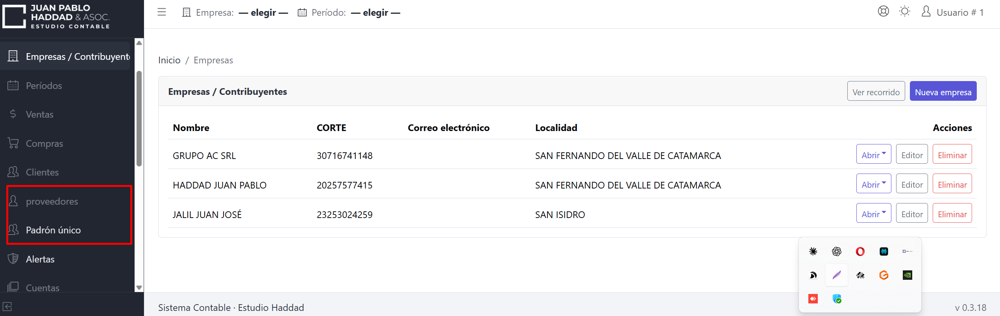 JUAN PABLO
HADDAD & ASOC.
ESTUDIO CONTABLE
Empresa: — elegir — Período: — elegir —
Usuario # 1
Empresas / Contribuyent
Períodos
Ventas
Compras
Clientes
proveedores
Padrón único
Alertas
Cuentas
Inicio / Empresas
Empresas / Contribuyentes
Ver recorrido
Nueva empresa
Nombre CORTE Correo electrónico Localidad Acciones
GRUPO AC SRL 30716741148 SAN FERNANDO DEL VALLE DE CATAMARCA Abrir Editor Eliminar
HADDAD JUAN PABLO 20257577415 SAN FERNANDO DEL VALLE DE CATAMARCA Abrir Editor Eliminar
JALIL JUAN JOSÉ 23253024259 SAN ISIDRO Abrir Editor Eliminar
Sistema Contable · Estudio Haddad
v 0.3.18